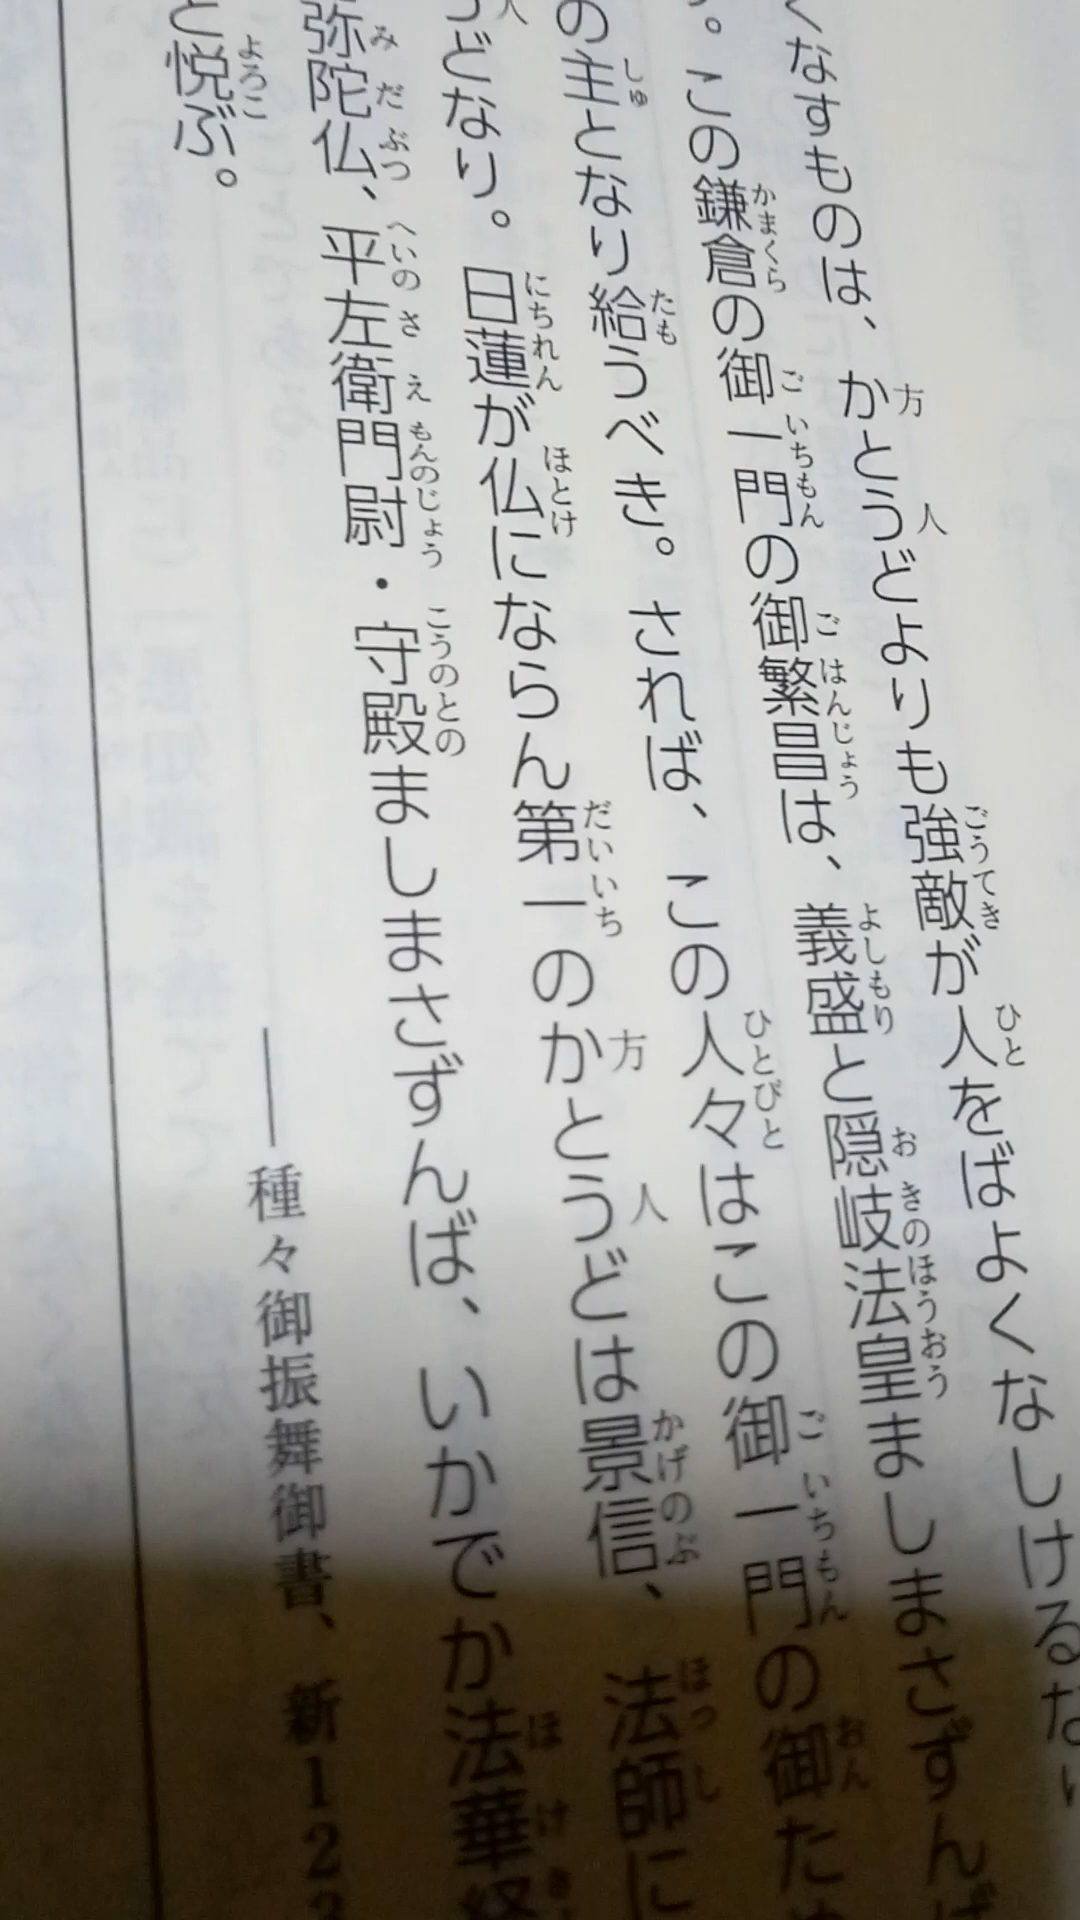 くなすものは、かとうどよりも強敵が人をばよくなしけるな
。この鎌倉の御一門の御繁昌は、義盛と隠岐法皇ましまさずんば
の主となり給うべき。されば、この人々はこの御一門の御た
うどなり。日蓮が仏にならん第一のかとうどは景信、法師に
弥陀仏、平左衛門尉・守殿ましまさずんば、いかでか法華経
と悦ぶ。
――種々御振舞御書、新12